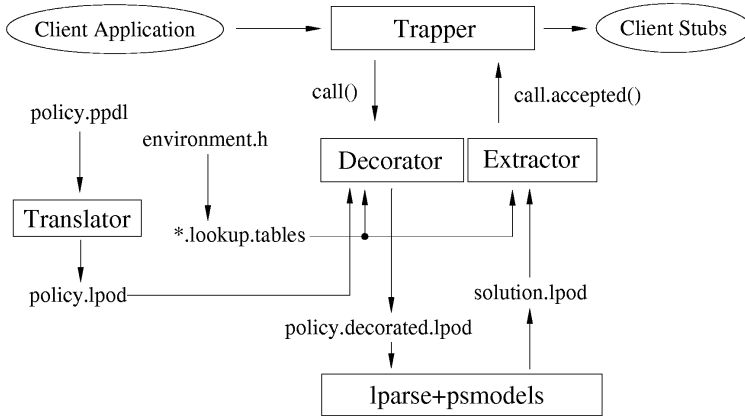 Client Application
Trapper
Client Stubs
call()
call.accepted()
policy.ppdl
environment.h
Decorator
Extractor
Translator
*.lookup.tables
policy.lpod
solution.lpod
policy.decorated.lpod
lparse+psmodels